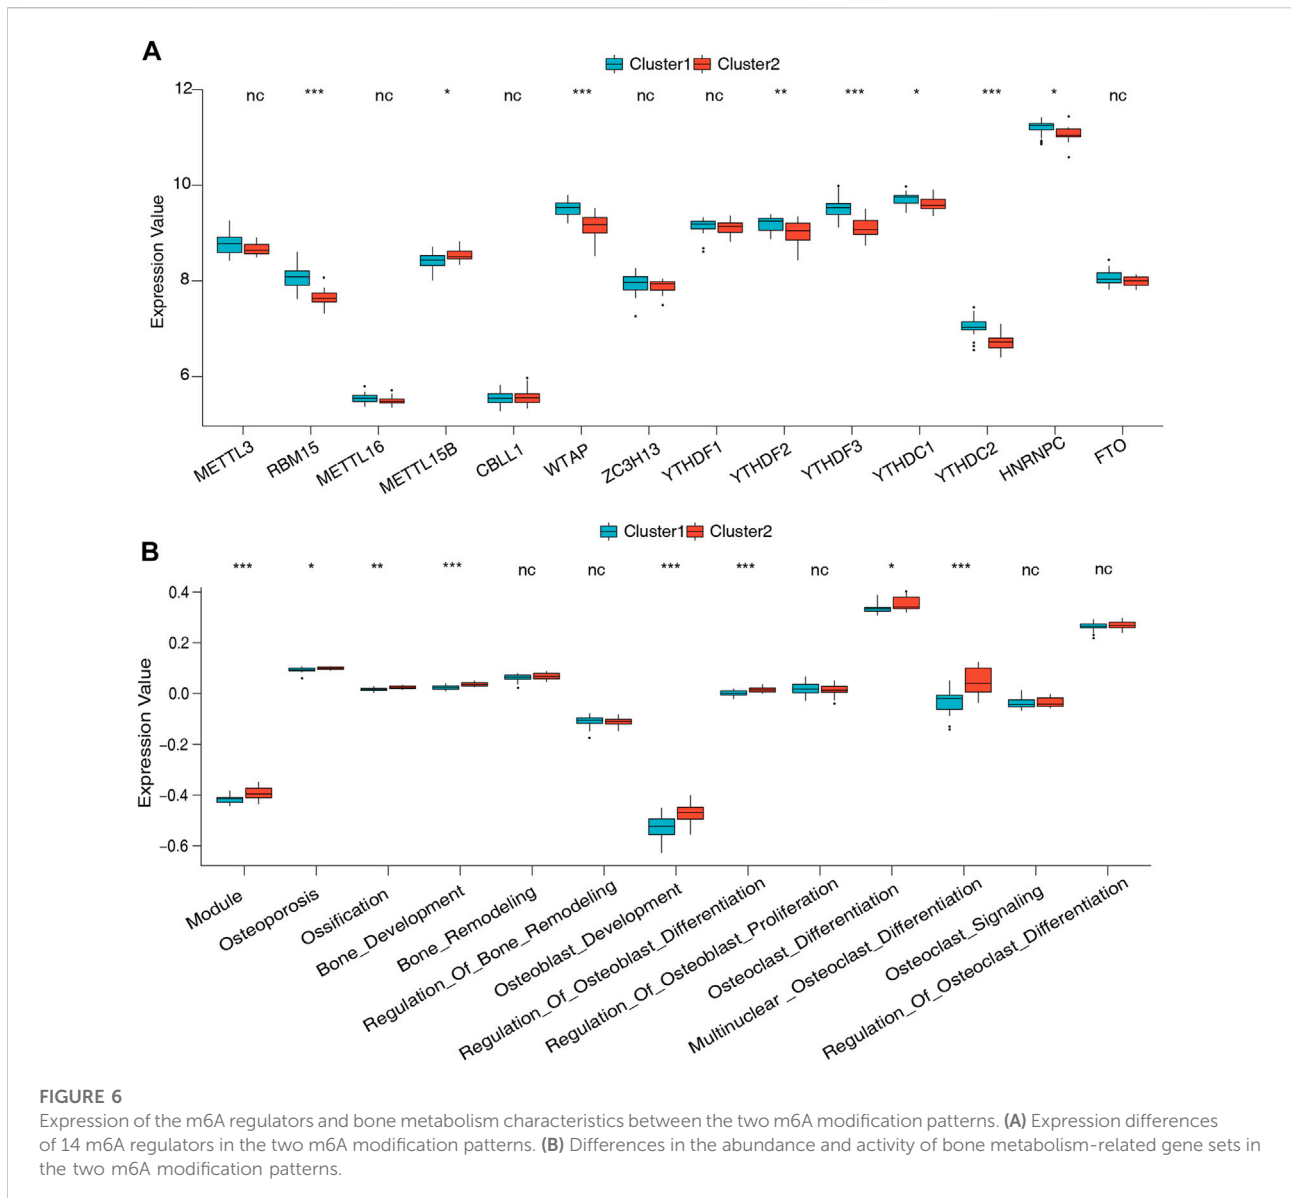 A
Cluster1 Cluster2
nc *** nc * nc *** nc nc ** *** * *** * nc
12
10
8
6
Expression Value
METTL3 RBM15 METTL16 METTL15B CBLL1 WTAP ZC3H13 YTHDF1 YTHDF2 YTHDF3 YTHDC1 YTHDC2 HNRNPC FTO
B
Cluster1 Cluster2
*** * ** *** nc nc *** *** nc * *** nc nc
0.4
0.2
0.0
−0.2
−0.4
−0.6
Expression Value
Module
Osteoporosis
Ossification
Bone_Development
Bone_Remodeling
Regulation_Of_Bone_Remodeling
Osteoblast_Development
Regulation_Of_Osteoblast_Differentiation
Regulation_Of_Osteoblast_Proliferation
Osteoclast_Differentiation
Multinuclear _Osteoclast_Differentiation
Osteoclast_Signaling
Regulation_Of_Osteoclast_Differentiation
FIGURE 6
Expression of the m6A regulators and bone metabolism characteristics between the two m6A modification patterns. (A) Expression differences
of 14 m6A regulators in the two m6A modification patterns. (B) Differences in the abundance and activity of bone metabolism-related gene sets in
the two m6A modification patterns.